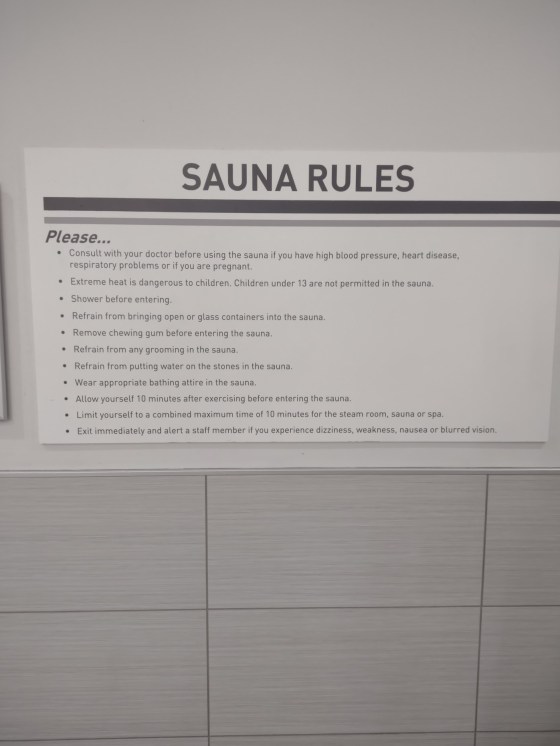 SAUNA RULES
Please...
• Consult with your doctor before using the sauna if you have high blood pressure, heart disease,
respiratory problems or if you are pregnant.
• Extreme heat is dangerous to children. Children under 13 are not permitted in the sauna.
• Shower before entering.
• Refrain from bringing open or glass containers into the sauna.
• Remove chewing gum before entering the sauna.
• Refrain from any grooming in the sauna.
• Refrain from putting water on the stones in the sauna.
• Wear appropriate bathing attire in the sauna.
• Allow yourself 10 minutes after exercising before entering the sauna.
• Limit yourself to a combined maximum time of 10 minutes for the steam room, sauna or spa.
• Exit immediately and alert a staff member if you experience dizziness, weakness, nausea or blurred vision.